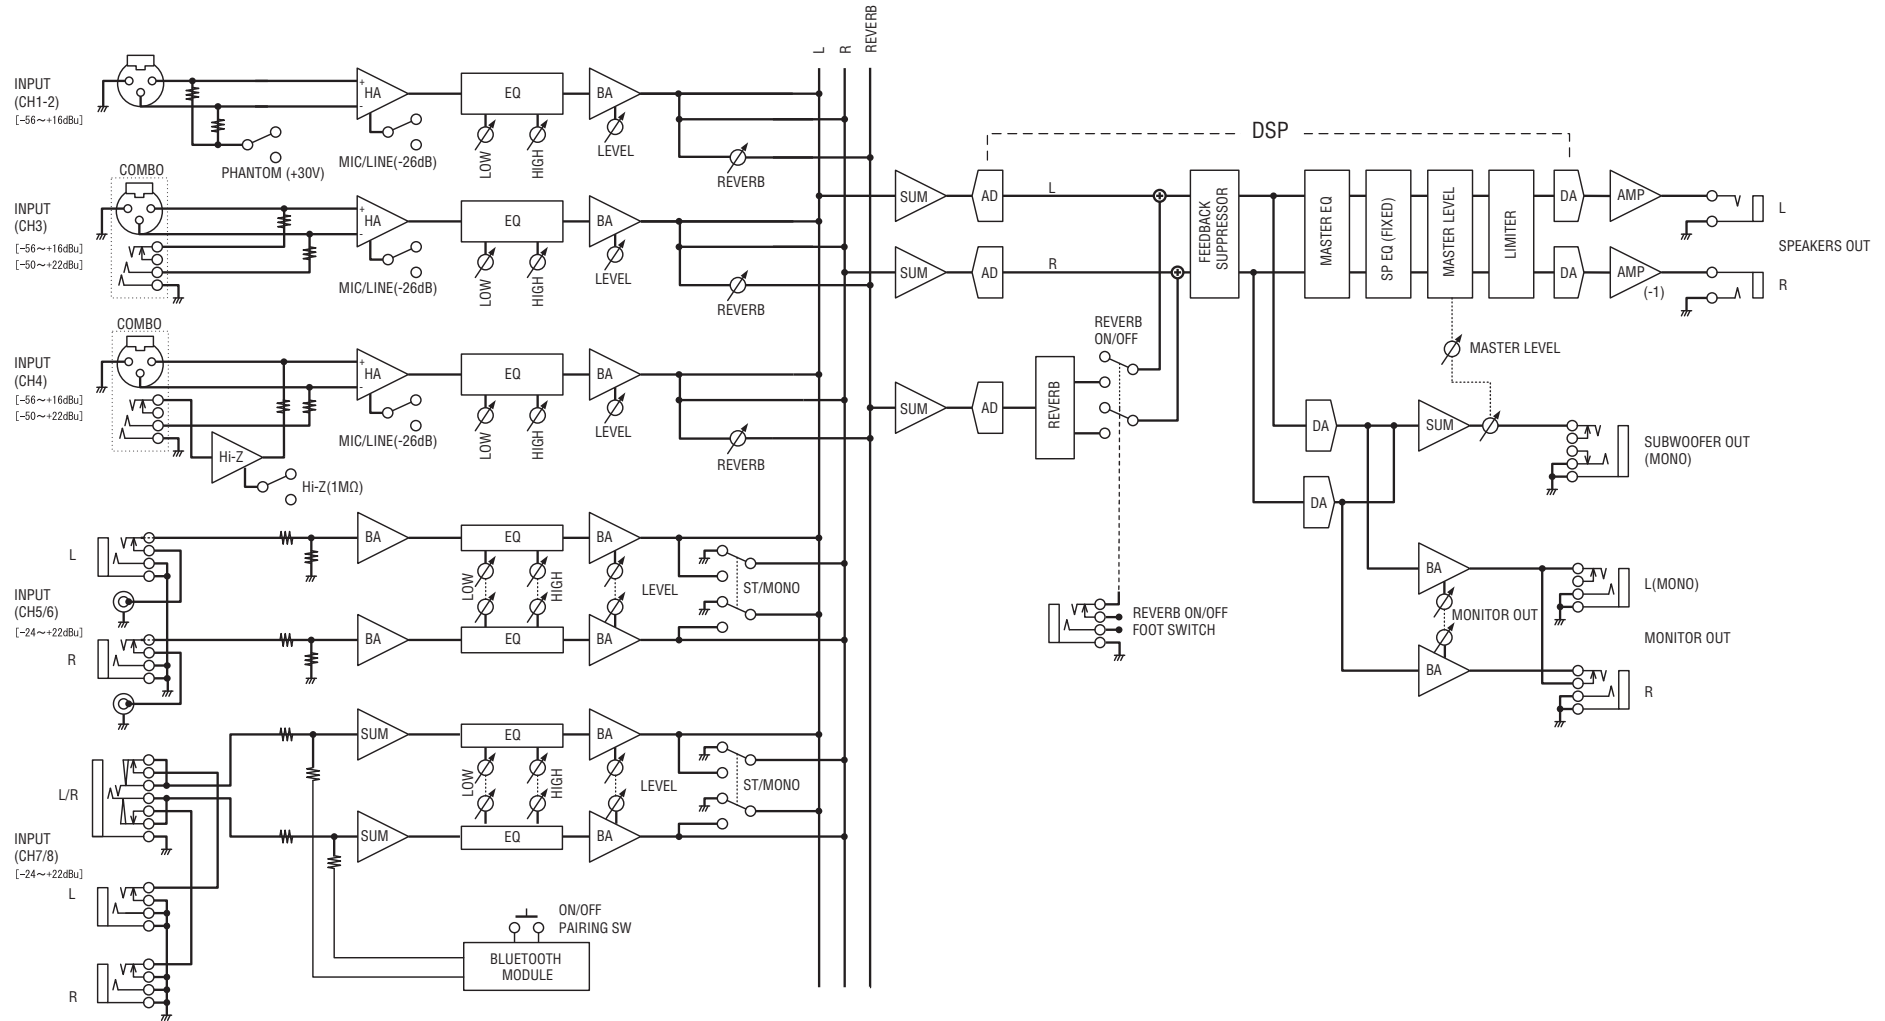 L
R
REVERB
INPUT
(CH1-2)
[-56～+16dBu]
+
-
HA
EQ
BA
LOW
HIGH
LEVEL
REVERB
PHANTOM (+30V)
MIC/LINE(-26dB)
COMBO
INPUT
(CH3)
[-56～+16dBu]
[-50～+22dBu]
+
-
HA
EQ
BA
LOW
HIGH
LEVEL
REVERB
MIC/LINE(-26dB)
COMBO
INPUT
(CH4)
[-56～+16dBu]
[-50～+22dBu]
+
-
HA
EQ
BA
LOW
HIGH
LEVEL
REVERB
MIC/LINE(-26dB)
Hi-Z
Hi-Z(1MΩ)
L
INPUT
(CH5/6)
[-24～+22dBu]
R
BA
EQ
BA
LOW
HIGH
LEVEL
ST/MONO
BA
EQ
BA
L/R
INPUT
(CH7/8)
[-24～+22dBu]
L
R
SUM
EQ
BA
LOW
HIGH
LEVEL
ST/MONO
SUM
EQ
BA
ON/OFF
PAIRING SW
BLUETOOTH
MODULE
DSP
SUM
AD
L
SUM
AD
R
FEEDBACK
SUPPRESSOR
MASTER EQ
SP EQ (FIXED)
MASTER LEVEL
LIMITER
DA
AMP
L
DA
AMP
(-1)
R
SPEAKERS OUT
REVERB
ON/OFF
SUM
AD
REVERB
MASTER LEVEL
DA
SUM
SUBWOOFER OUT
(MONO)
DA
BA
L(MONO)
MONITOR OUT
MONITOR OUT
BA
R
REVERB ON/OFF
FOOT SWITCH